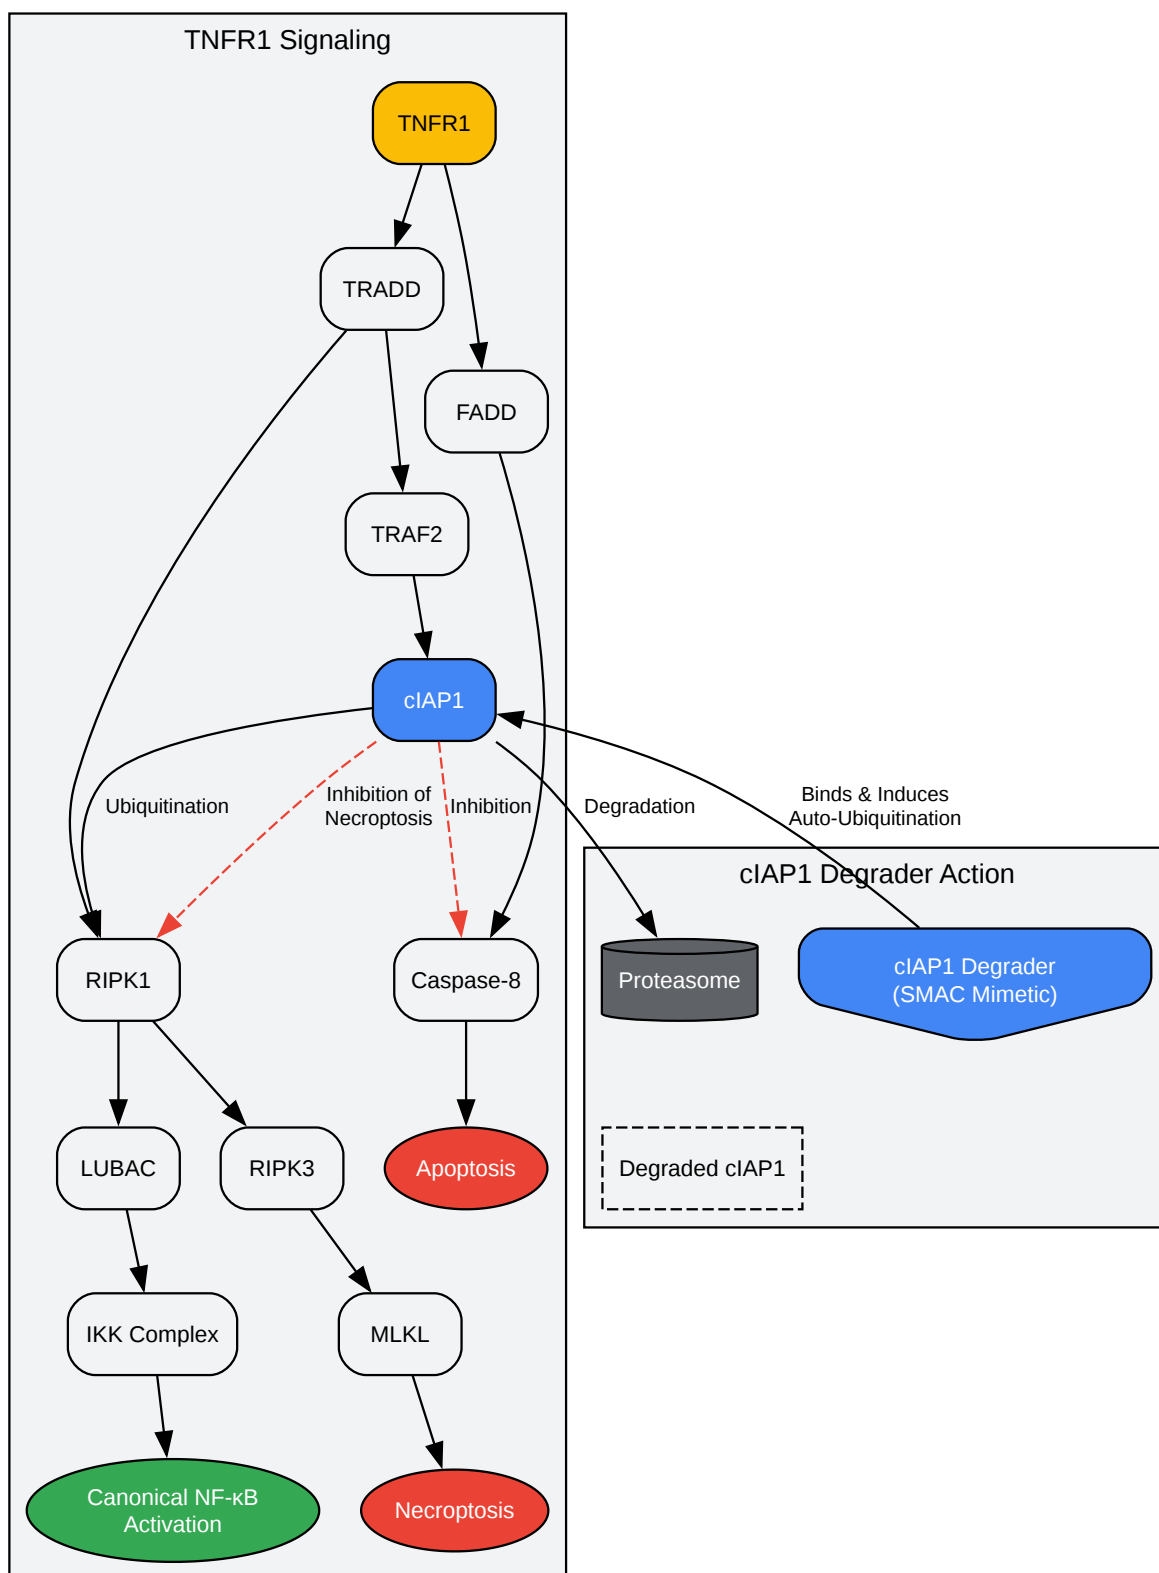 TNFR1 Signaling
TNFR1
TRADD
FADD
TRAF2
cIAP1
Ubiquitination
Inhibition of
Necroptosis
Inhibition
Degradation
Binds & Induces
Auto-Ubiquitination
cIAP1 Degrader Action
RIPK1
Caspase-8
Proteasome
cIAP1 Degrader
(SMAC Mimetic)
LUBAC
RIPK3
Apoptosis
Degraded cIAP1
IKK Complex
MLKL
Canonical NF-κB
Activation
Necroptosis